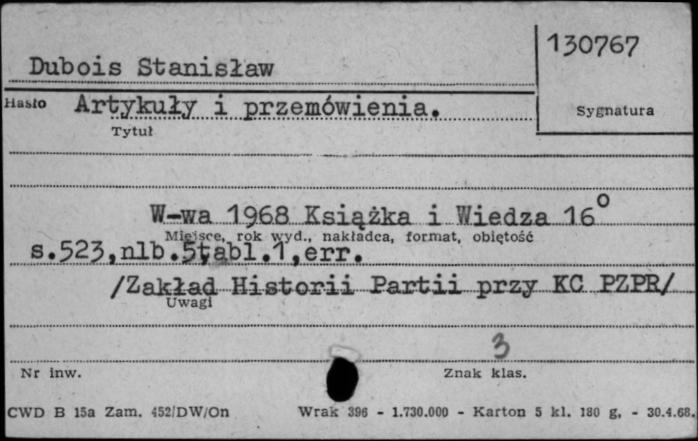 130767
Dubois Stanisław
Hasło Artykuły i przemówienia.
Sygnatura
Tytuł
W-wa 1968 Książka i Wiedza 16°
Miejsce, rok wyd., nakładca, format, objętość
s.523,nlb.5tabl.1,err.
/Zakład Historii Partii przy KC PZPR/
Uwagi
3
Nr inw.
Znak klas.
CWD B 15a Zam. 452/DW/On Wrak 396 - 1.730.000 - Karton 5 kl. 180 g, - 30.4.68.